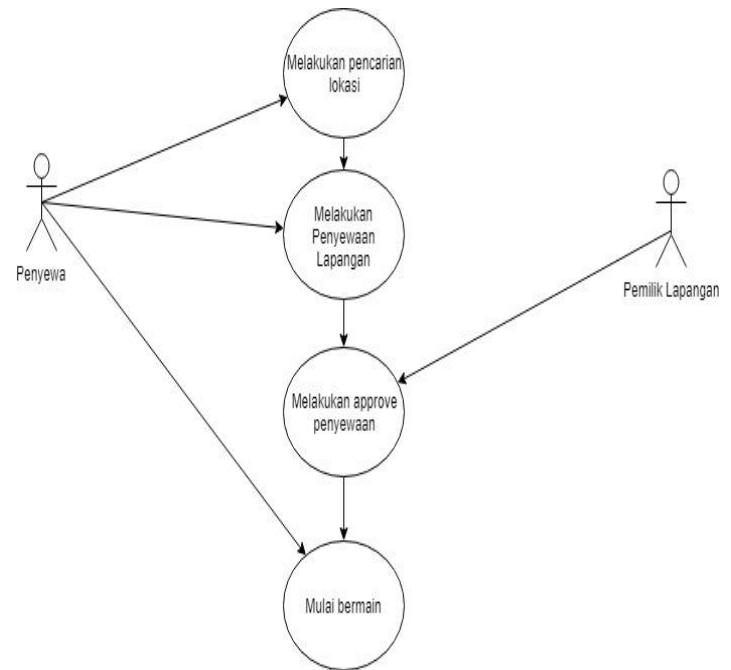 Melakukan pencarian
lokasi
Melakukan
Penyewaan
Lapangan
Penyewa
Pemilik Lapangan
Melakukan approve
penyewaan
Mulai bermain